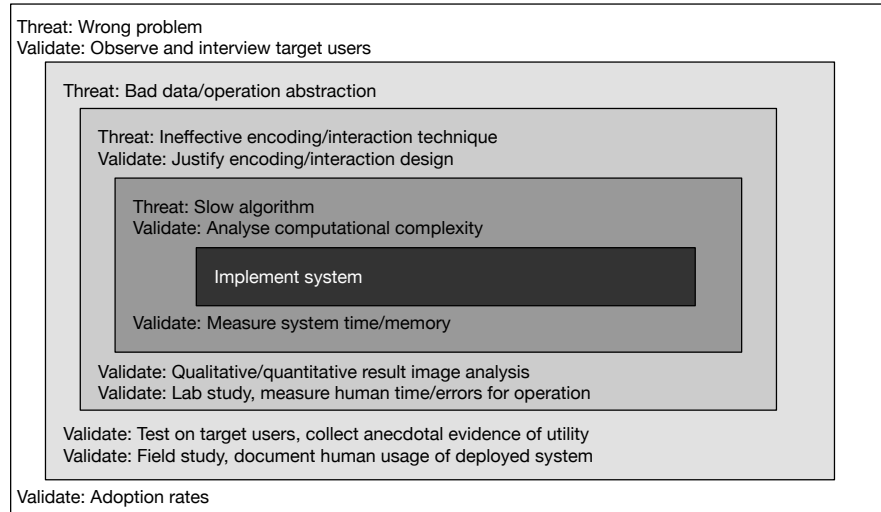 Threat: Wrong problem
Validate: Observe and interview target users
Threat: Bad data/operation abstraction
Threat: Ineffective encoding/interaction technique
Validate: Justify encoding/interaction design
Threat: Slow algorithm
Validate: Analyse computational complexity
Implement system
Validate: Measure system time/memory
Validate: Qualitative/quantitative result image analysis
Validate: Lab study, measure human time/errors for operation
Validate: Test on target users, collect anecdotal evidence of utility
Validate: Field study, document human usage of deployed system
Validate: Adoption rates